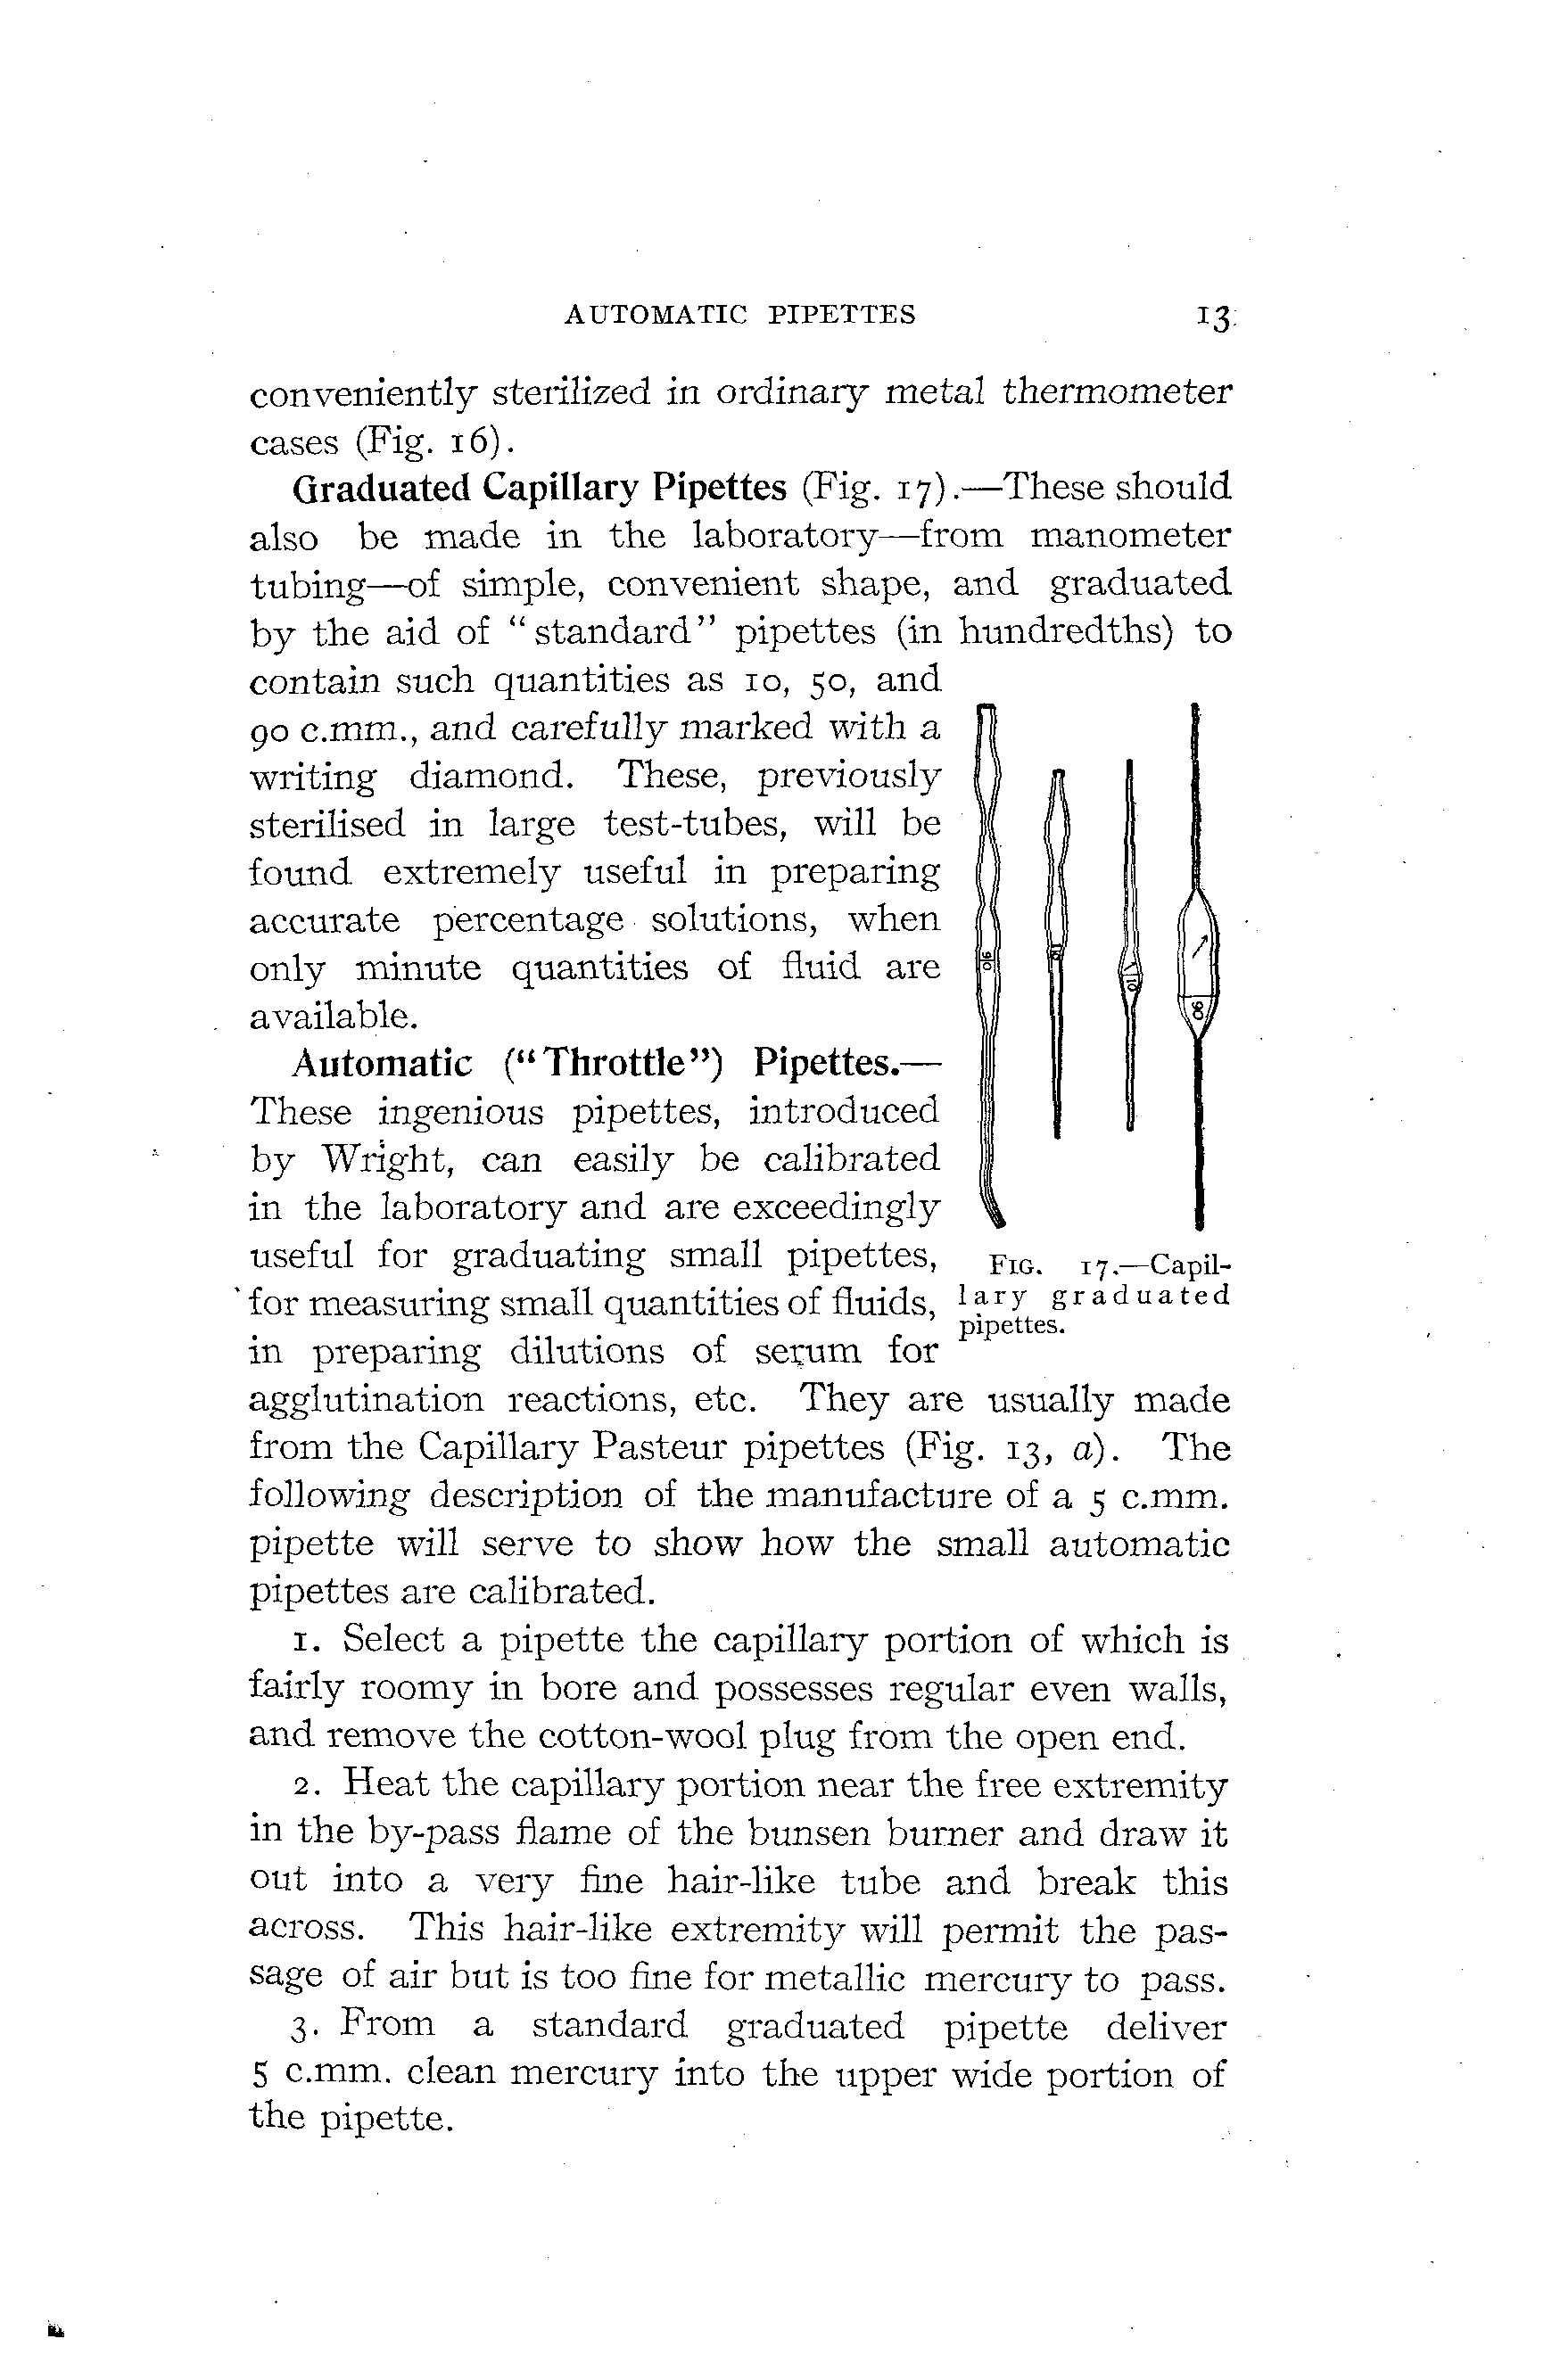 AUTOMATIC PIPETTES 13
conveniently sterilized in ordinary metal thermometer
cases (Fig. 16).
Graduated Capillary Pipettes (Fig. 17).—These should
also be made in the laboratory—from manometer
tubing—of simple, convenient shape, and graduated
by the aid of "standard" pipettes (in hundredths) to
contain such quantities as 10, 50, and
90 c.mm., and carefully marked with a
writing diamond. These, previously
sterilised in large test-tubes, will be
found extremely useful in preparing
accurate percentage solutions, when
only minute quantities of fluid are
available.
Automatic ("Throttle") Pipettes.—
These ingenious pipettes, introduced
by Wright, can easily be calibrated
in the laboratory and are exceedingly
useful for graduating small pipettes,
for measuring small quantities of fluids,
in preparing dilutions of serum for
agglutination reactions, etc. They are usually made
from the Capillary Pasteur pipettes (Fig. 13, a). The
following description of the manufacture of a 5 c.mm.
pipette will serve to show how the small automatic
pipettes are calibrated.
1. Select a pipette the capillary portion of which is
fairly roomy in bore and possesses regular even walls,
and remove the cotton-wool plug from the open end.
2. Heat the capillary portion near the free extremity
in the by-pass flame of the bunsen burner and draw it
out into a very fine hair-like tube and break this
across. This hair-like extremity will permit the pas-
sage of air but is too fine for metallic mercury to pass.
3. From a standard graduated pipette deliver
5 c.mm. clean mercury into the upper wide portion of
the pipette.
FIG. 17.—Capil-
lary graduated
pipettes.